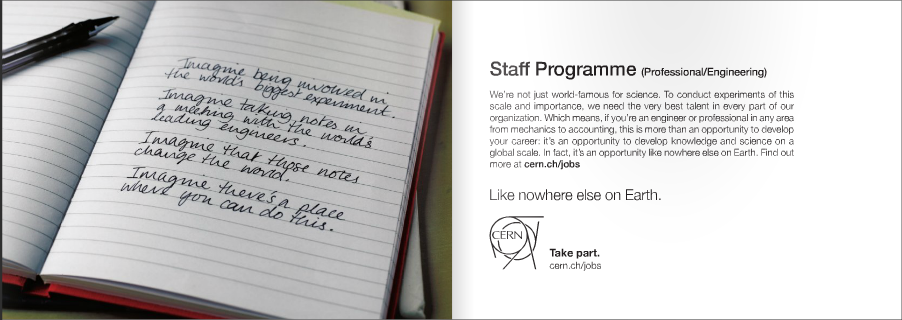 Imagine being involved in
the world's biggest experiment.
Imagine taking notes in
a meeting with the world's
leading engineers.
Imagine that those notes
change the world.
Imagine there's a place
where you can do this.
Staff Programme (Professional/Engineering)
We're not just world-famous for science. To conduct experiments of this
scale and importance, we need the very best talent in every part of our
organization. Which means, if you're an engineer or professional in any area
from mechanics to accounting, this is more than an opportunity to develop
your career: it's an opportunity to develop knowledge and science on a
global scale. In fact, it's an opportunity like nowhere else on Earth. Find out
more at cern.ch/jobs
Like nowhere else on Earth.
CERN
Take part.
cern.ch/jobs